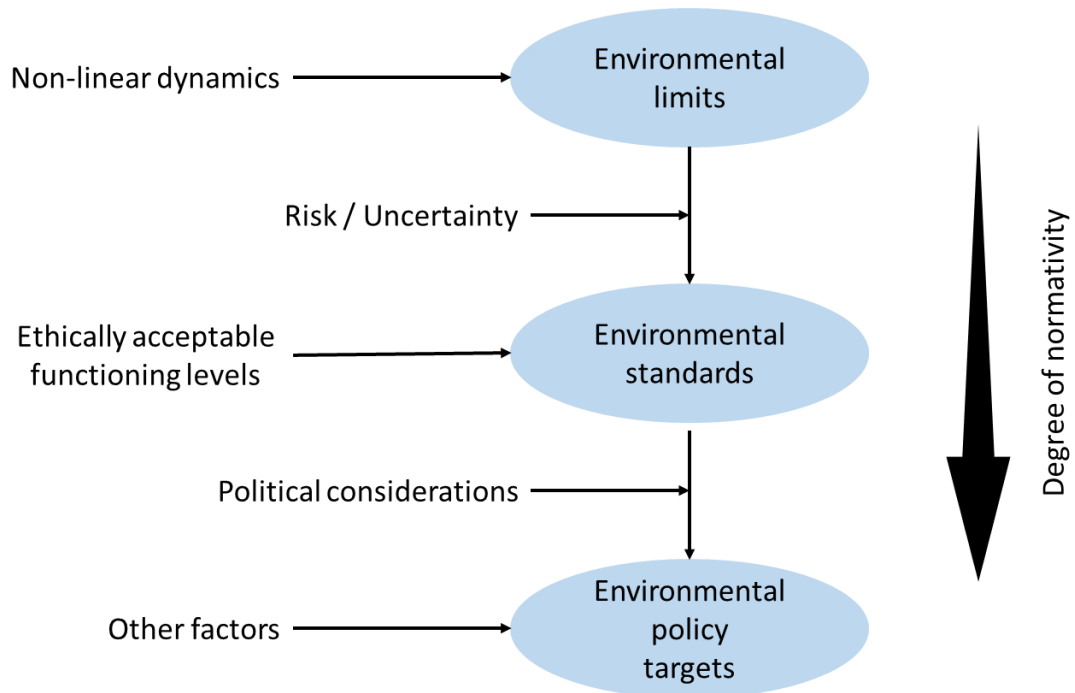 Environmental
limits
Non-linear dynamics
Risk / Uncertainty
Environmental
standards
Ethically acceptable
functioning levels
Political considerations
Environmental
policy
targets
Other factors
Degree of normativity